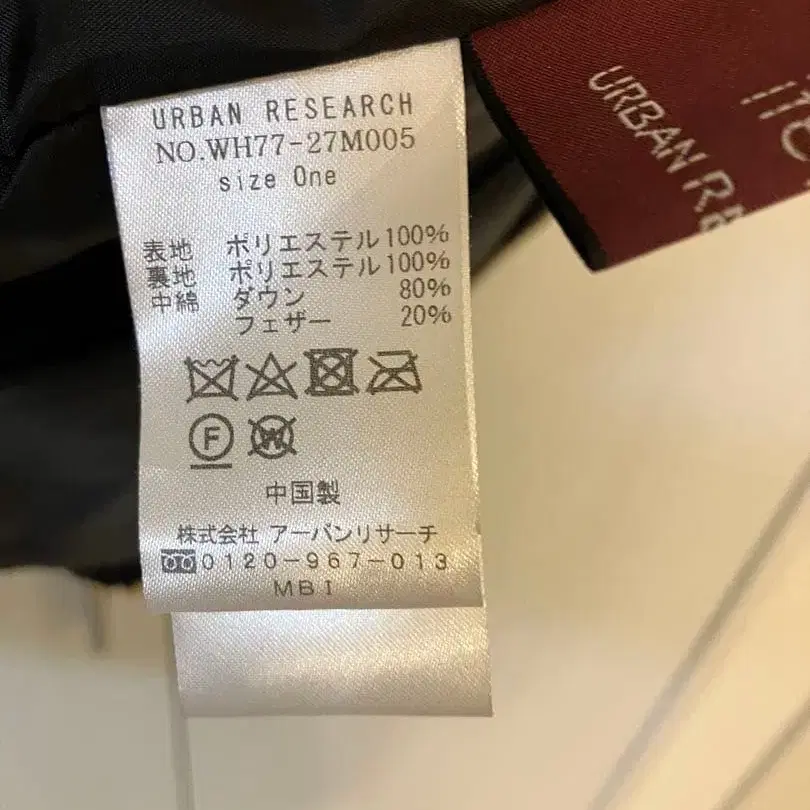 URBAN RESEARCH
NO.WH77-27M005
size One
表地 ポリエステル100%
裏地 ポリエステル100%
中綿 ダウン 80%
フェザー 20%
F
W
中国製
株式会社 アーバンリサーチ
0120-967-013
MBI
URBAN